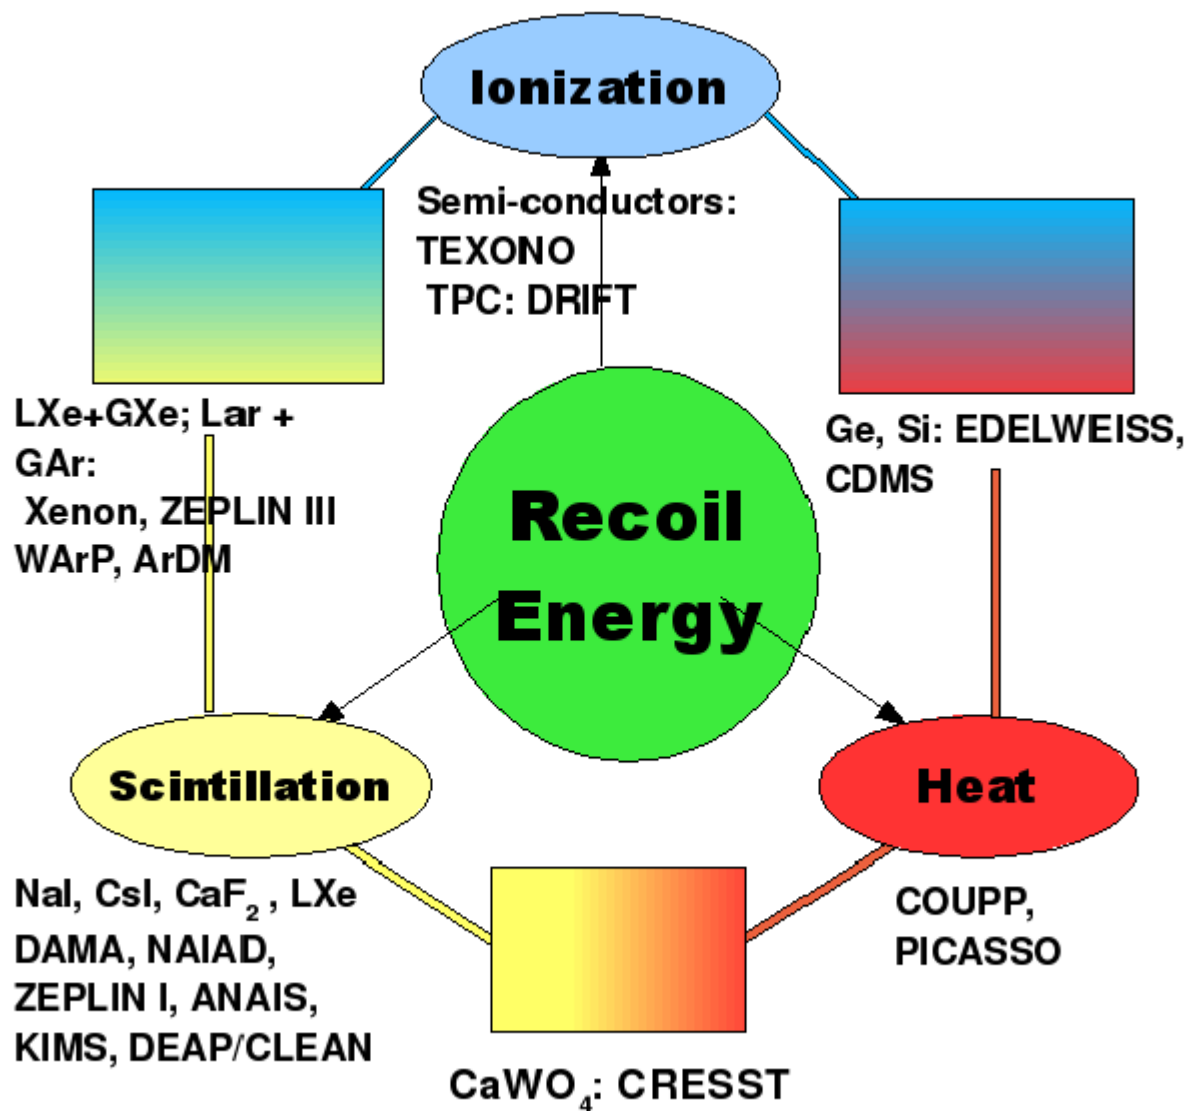 Ionization
Semi-conductors:
TEXONO
TPC: DRIFT
LXe+GXe; Lar +
GAr:
Xenon, ZEPLIN III
WArP, ArDM
Ge, Si: EDELWEISS,
CDMS
Recoil
Energy
Scintillation
Heat
NaI, CsI, CaF₂ , LXe
DAMA, NAIAD,
ZEPLIN I, ANAIS,
KIMS, DEAP/CLEAN
COUPP,
PICASSO
CaWO₄: CRESST